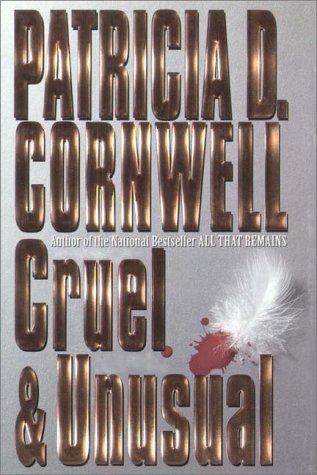 PATRICIA D.
CORNWELL
Author of the National Bestseller ALL THAT REMAINS
Cruel
& Unusual